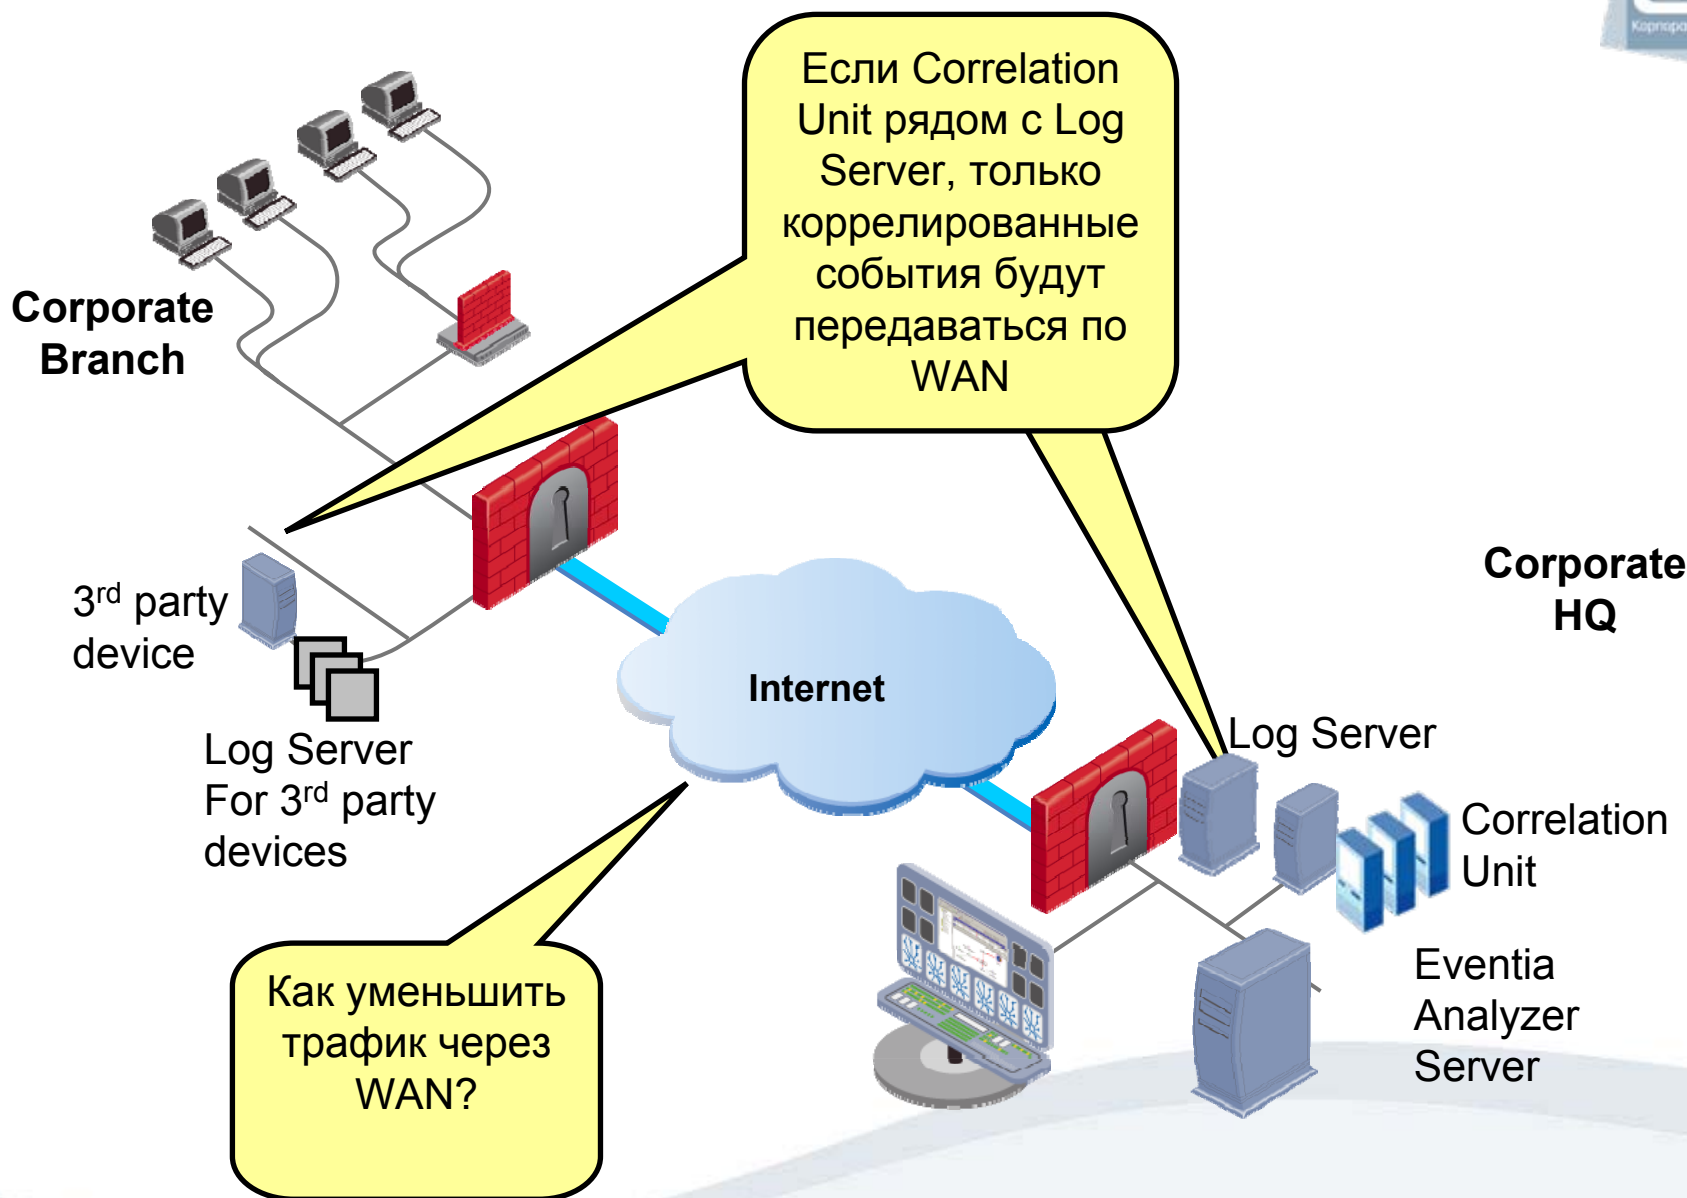 Если Correlation
Unit рядом с Log
Server, только
коррелированные
события будут
передаваться по
WAN
Corporate
Branch
Corporate
HQ
3rd party
device
Internet
Log Server
For 3rd party
devices
Log Server
Correlation
Unit
Как уменьшить
трафик через
WAN?
Eventia
Analyzer
Server